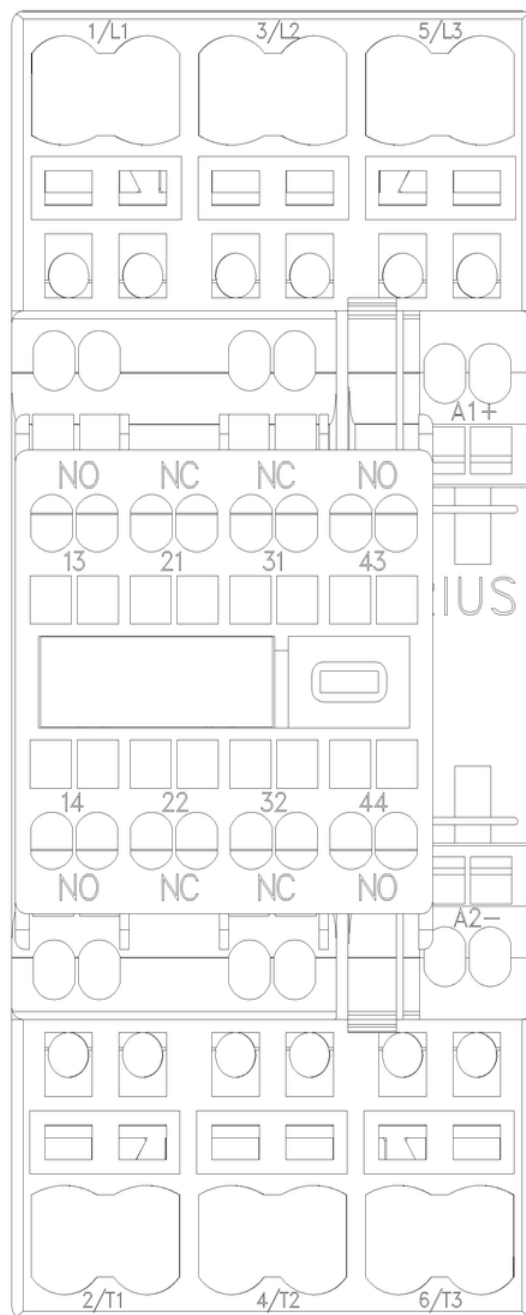 1/L1 3/L2 5/L3
A1+
NO NC NC NO
13 21 31 43
IUS
14 22 32 44
NO NC NC NO
A2-
2/T1 4/T2 6/T3